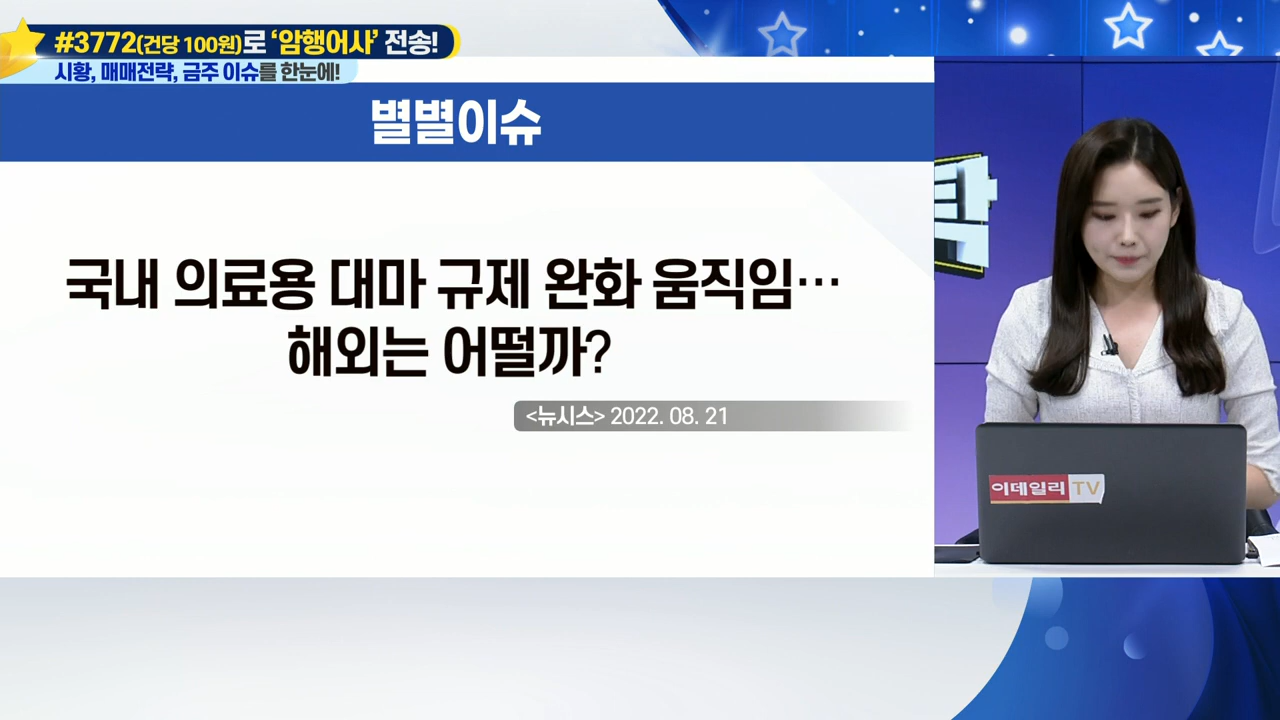 #3772(건당 100원)로 ‘암행어사’ 전송!
시황, 매매전략, 금주 이슈를 한눈에!
별별이슈
국내 의료용 대마 규제 완화 움직임…
해외는 어떨까?
<뉴시스> 2022. 08. 21
이데일리 TV